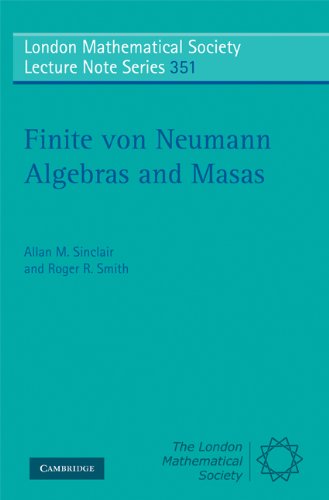 London Mathematical Society
Lecture Note Series 351
Finite von Neumann
Algebras and Masas
Allan M. Sinclair
and Roger R. Smith
CAMBRIDGE
The London
Mathematical
Society